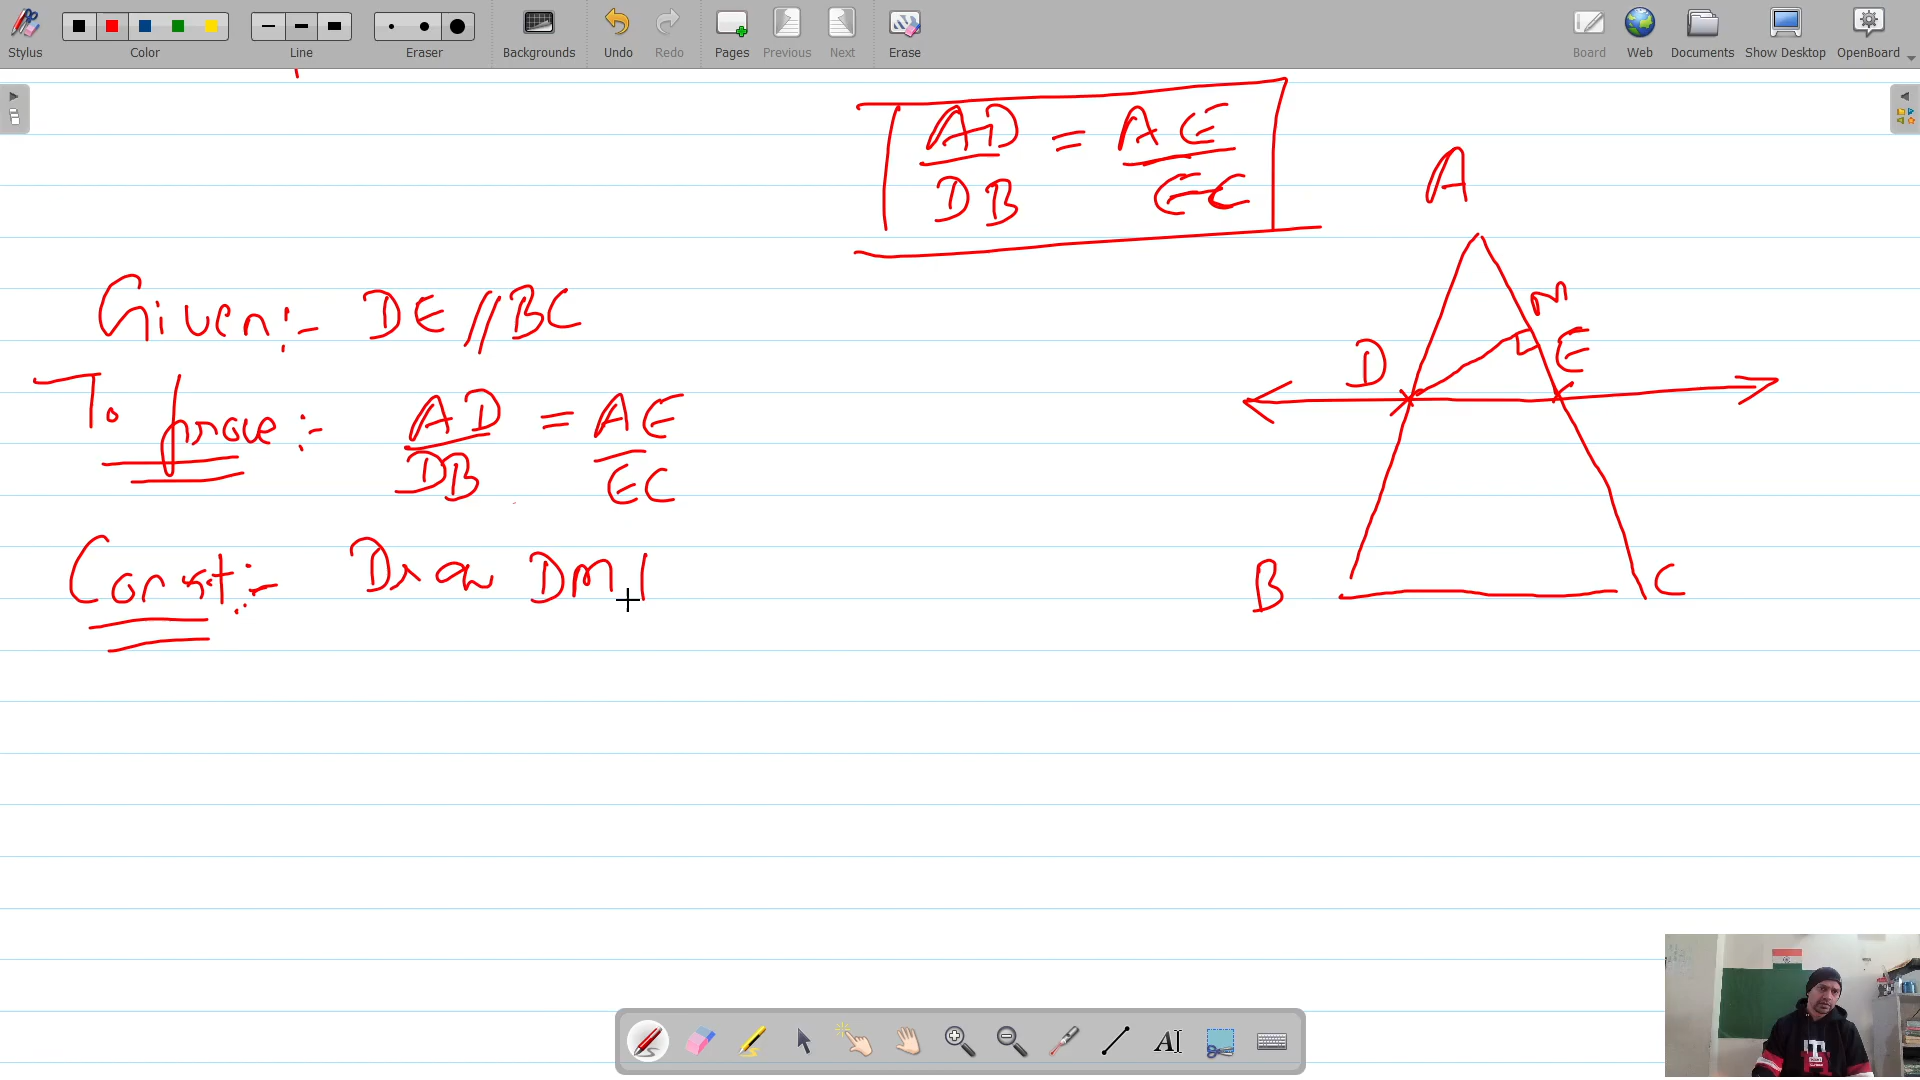 Stylus Color Line Eraser Backgrounds Undo Redo Pages Previous Next Erase Board Web Documents Show Desktop OpenBoard
AD/DB = AE/EC
A
Given:- DE // BC
M
D E
To prove:- AD/DB = AE/EC
Const:- Draw DM
B C